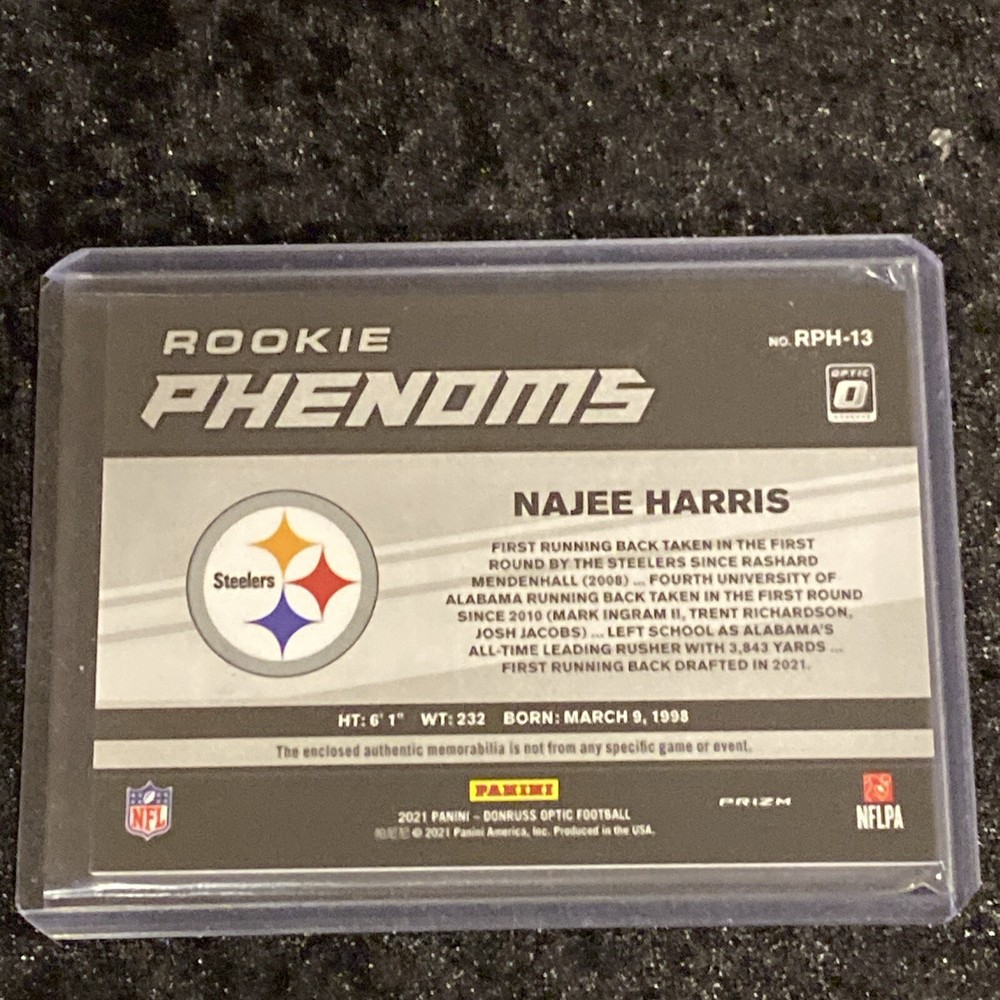 ROOKIE
PHENOMS
NO. RPH-13
OPTIC
O
Steelers
NAJEE HARRIS
FIRST RUNNING BACK TAKEN IN THE FIRST
ROUND BY THE STEELERS SINCE RASHARD
MENDENHALL (2008) ... FOURTH UNIVERSITY OF
ALABAMA RUNNING BACK TAKEN IN THE FIRST ROUND
SINCE 2010 (MARK INGRAM II, TRENT RICHARDSON,
JOSH JACOBS) ... LEFT SCHOOL AS ALABAMA'S
ALL-TIME LEADING RUSHER WITH 3,843 YARDS ...
FIRST RUNNING BACK DRAFTED IN 2021.
HT: 6' 1" WT: 232 BORN: MARCH 9, 1998
The enclosed authentic memorabilia is not from any specific game or event.
NFL
PANINI
2021 PANINI – DONRUSS OPTIC FOOTBALL
© 2021 Panini America, Inc. Produced in the USA.
PRIZM
NFLPA